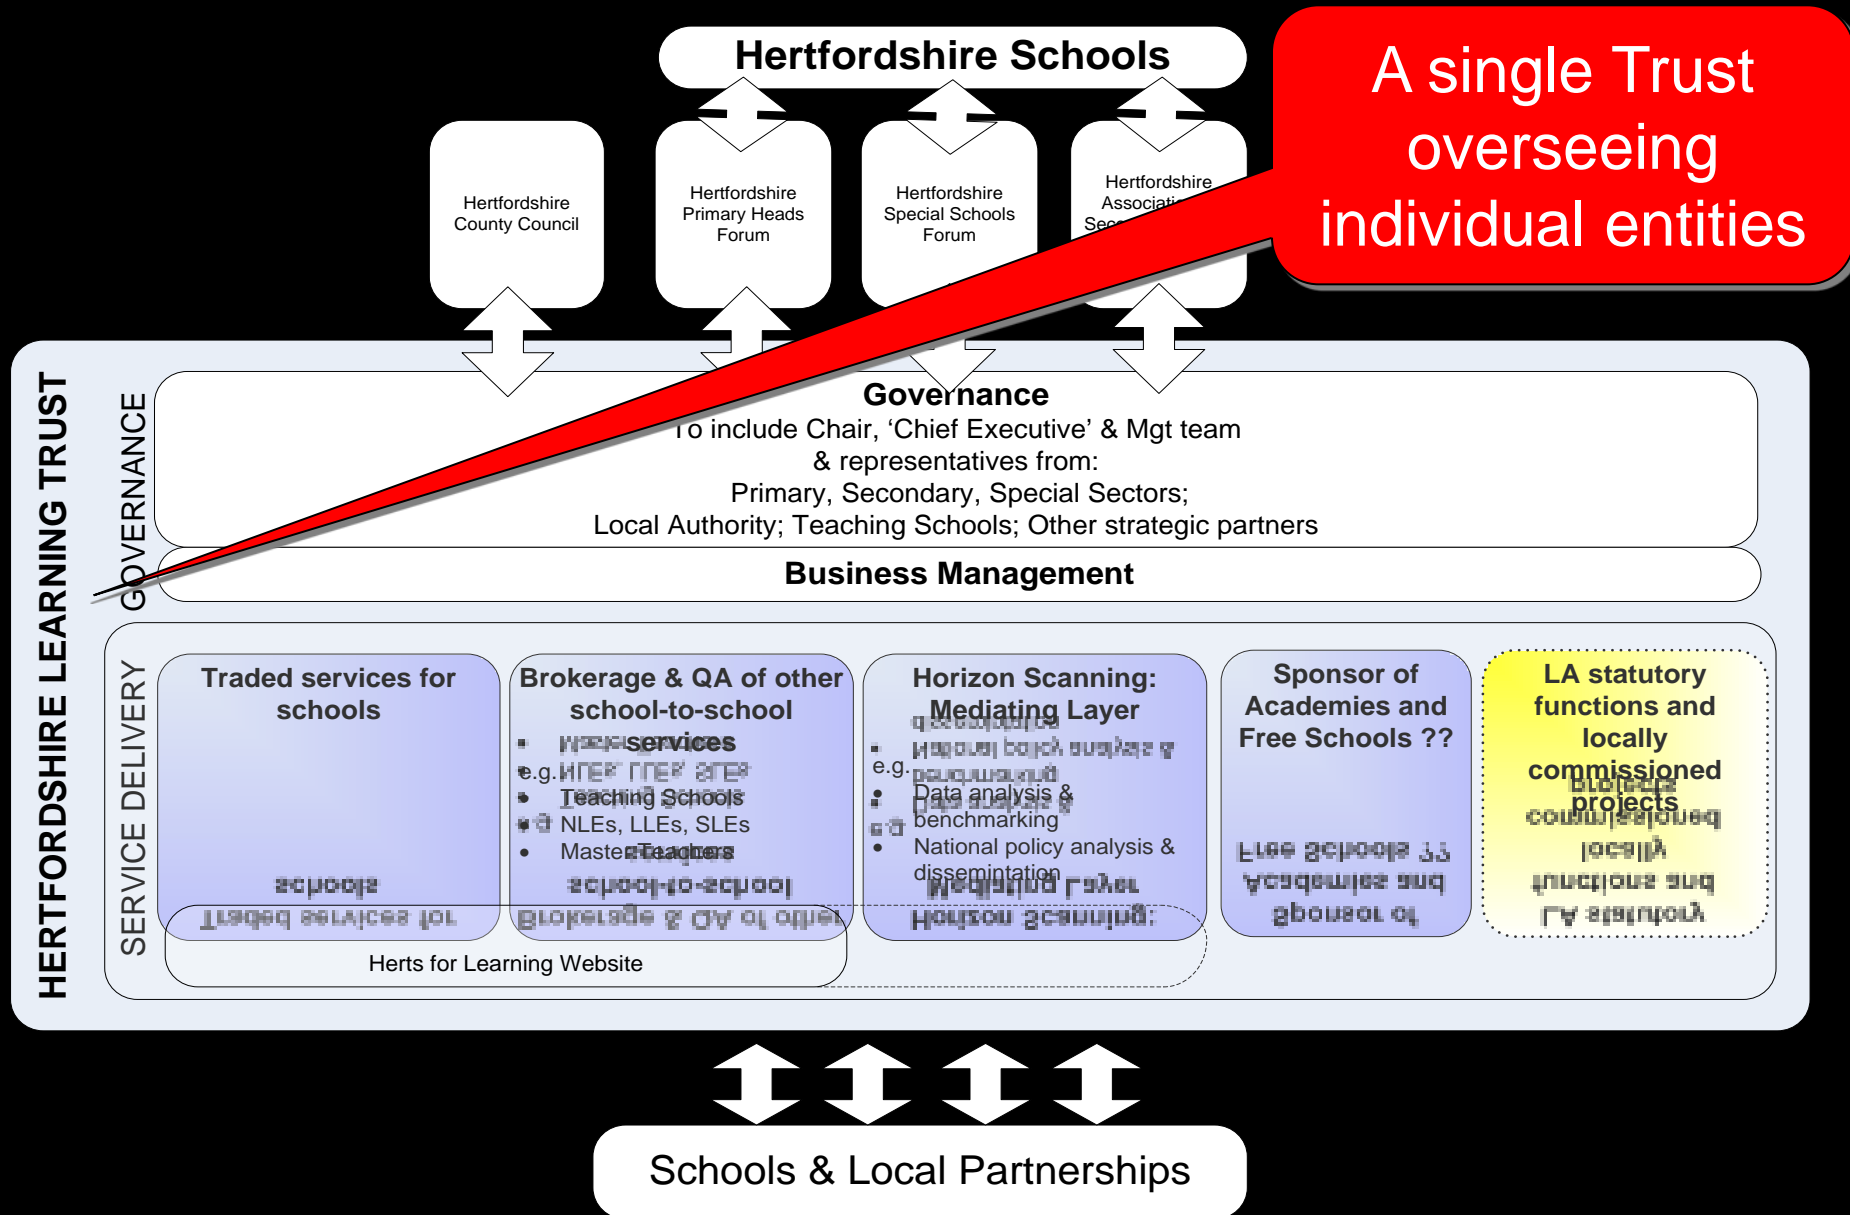 Hertfordshire Schools
A single Trust
overseeing
individual entities
Hertfordshire
County Council
Hertfordshire
Primary Heads
Forum
Hertfordshire
Special Schools
Forum
Hertfordshire
HERTFORDSHIRE LEARNING TRUST
GOVERNANCE
Governance
To include Chair, ‘Chief Executive’ & Mgt team
& representatives from:
Primary, Secondary, Special Sectors;
Local Authority; Teaching Schools; Other strategic partners
Business Management
SERVICE DELIVERY
Traded services for
schools
Brokerage & QA of other
school-to-school
services
e.g.
• Teaching Schools
• NLEs, LLEs, SLEs
• Master Teachers
Horizon Scanning:
Mediating Layer
e.g.
• Data analysis &
benchmarking
• National policy analysis &
dissemintation
Sponsor of
Academies and
Free Schools ??
LA statutory
functions and
locally
commissioned
projects
Herts for Learning Website
Schools & Local Partnerships